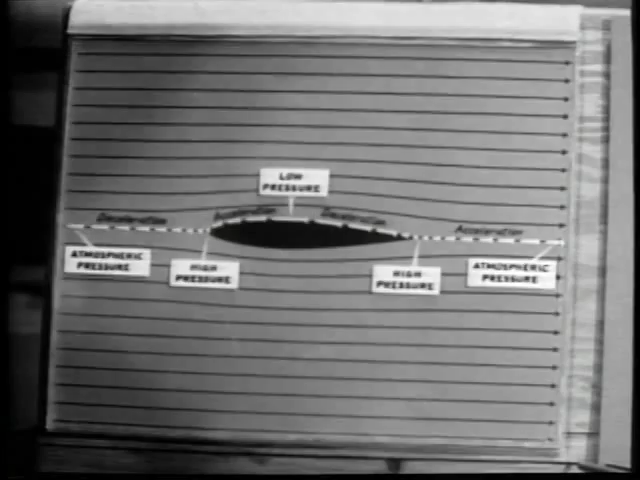 LOW
PRESSURE
Deceleration
Acceleration
Deceleration
Acceleration
ATMOSPHERIC
PRESSURE
HIGH
PRESSURE
HIGH
PRESSURE
ATMOSPHERIC
PRESSURE